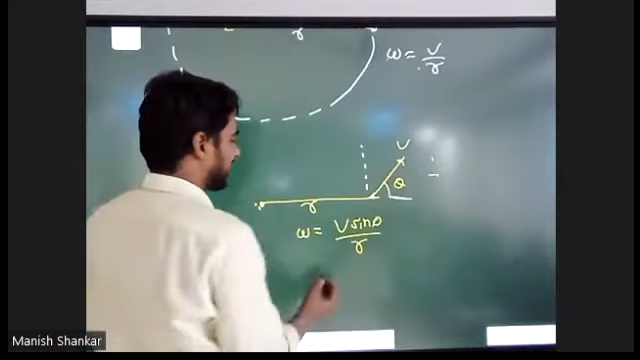 r
ω = v/r
v
θ
r
ω = v sinθ/r
Manish Shankar